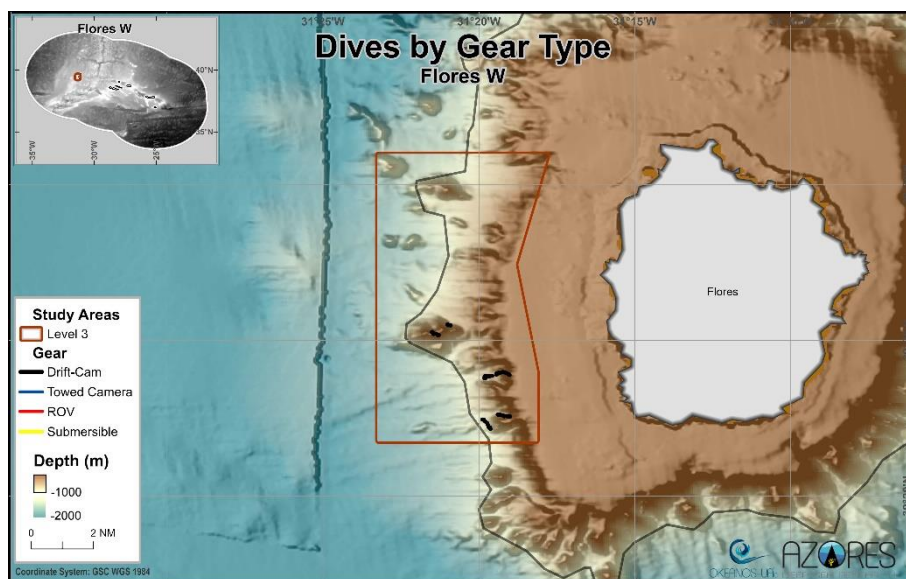 Flores W
40°N
35°N
35°W
30°W
25°W
31°25'W
31°20'W
31°15'W
Dives by Gear Type
Flores W
Flores
Study Areas
Level 3
Gear
Drift-Cam
Towed Camera
ROV
Submersible
Depth (m)
-1000
-2000
0
2 NM
Coordinate System: GSC WGS 1984
OKEANOS-UAc
AZORES